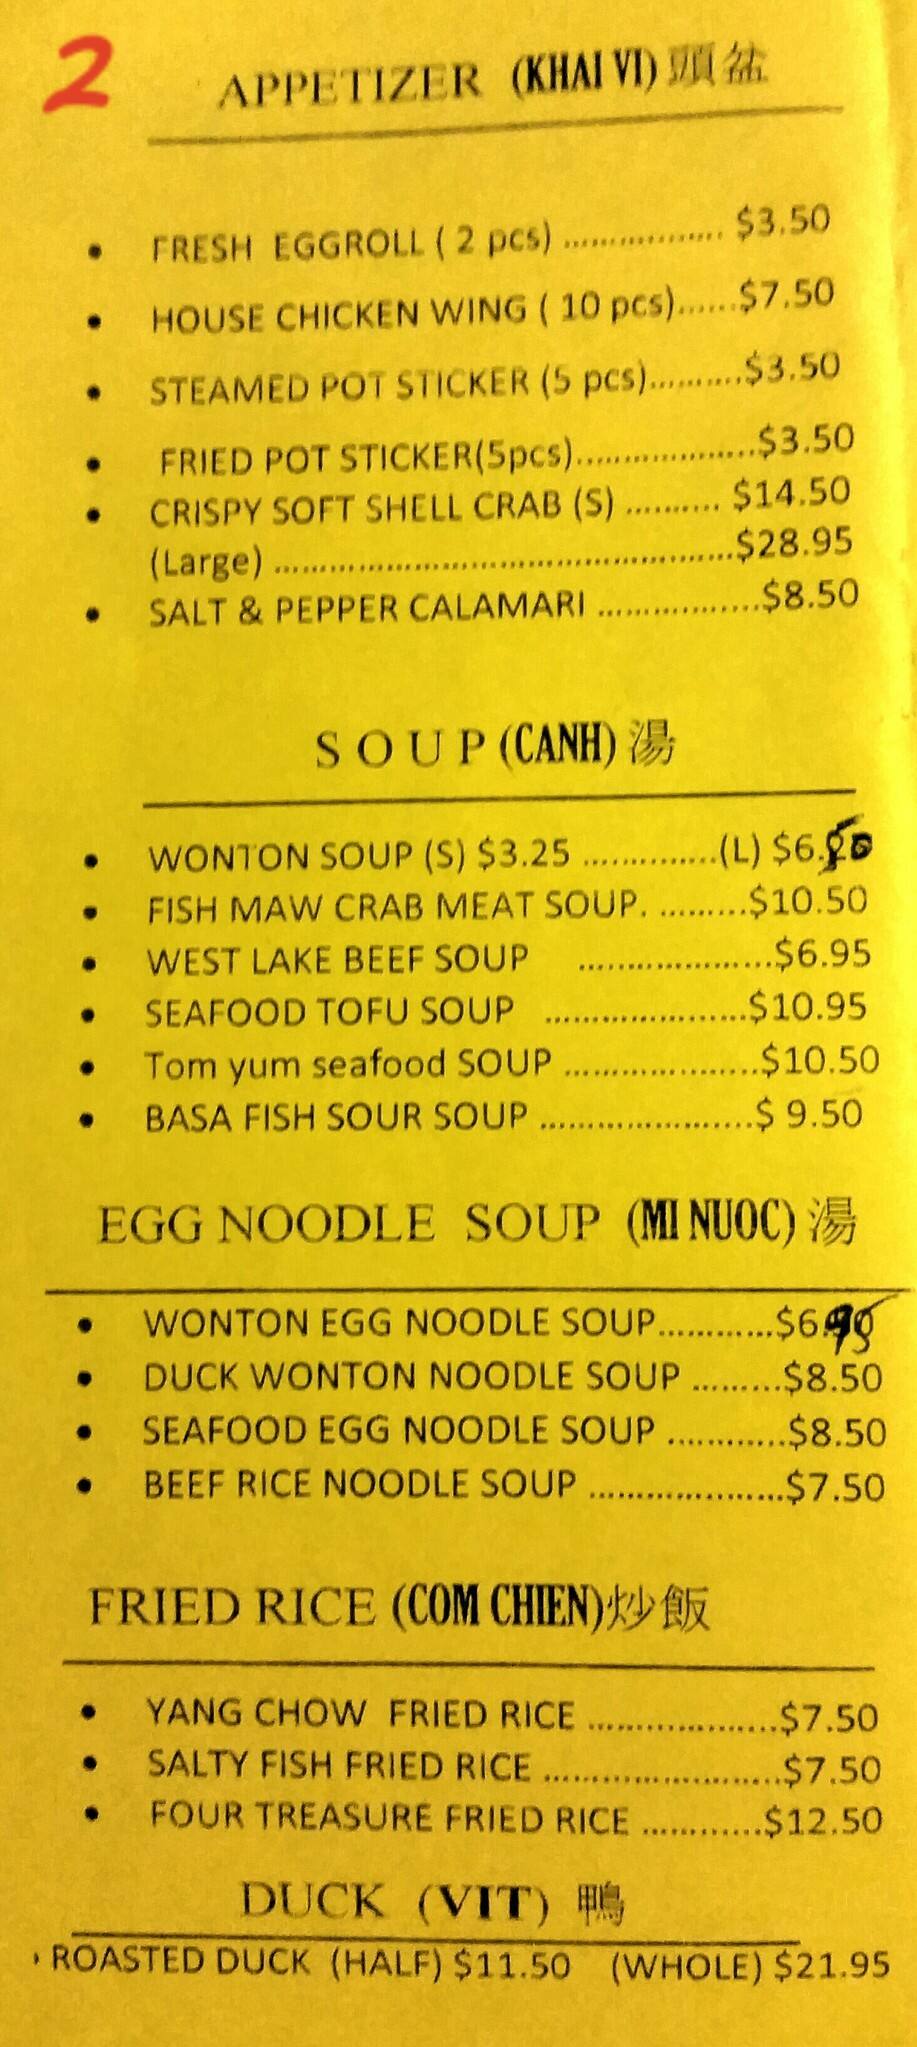 2
APPETIZER (KHAI VI) 頭盆
• FRESH EGGROLL ( 2 pcs) ................. $3.50
• HOUSE CHICKEN WING ( 10 pcs)......$7.50
• STEAMED POT STICKER (5 pcs)..........$3.50
• FRIED POT STICKER(5pcs)...................$3.50
• CRISPY SOFT SHELL CRAB (S) .......... $14.50
(Large) ................................................$28.95
• SALT & PEPPER CALAMARI .................$8.50
S O U P (CANH) 湯
• WONTON SOUP (S) $3.25 ..............(L) $6.50
• FISH MAW CRAB MEAT SOUP. .........$10.50
• WEST LAKE BEEF SOUP ....................$6.95
• SEAFOOD TOFU SOUP .....................$10.95
• Tom yum seafood SOUP ....................$10.50
• BASA FISH SOUR SOUP ......................$ 9.50
EGG NOODLE SOUP (MI NUOC) 湯
• WONTON EGG NOODLE SOUP............$6.95
• DUCK WONTON NOODLE SOUP .........$8.50
• SEAFOOD EGG NOODLE SOUP ............$8.50
• BEEF RICE NOODLE SOUP ....................$7.50
FRIED RICE (COM CHIEN)炒飯
• YANG CHOW FRIED RICE ...................$7.50
• SALTY FISH FRIED RICE ........................$7.50
• FOUR TREASURE FRIED RICE ............$12.50
DUCK (VIT) 鴨
• ROASTED DUCK (HALF) $11.50 (WHOLE) $21.95